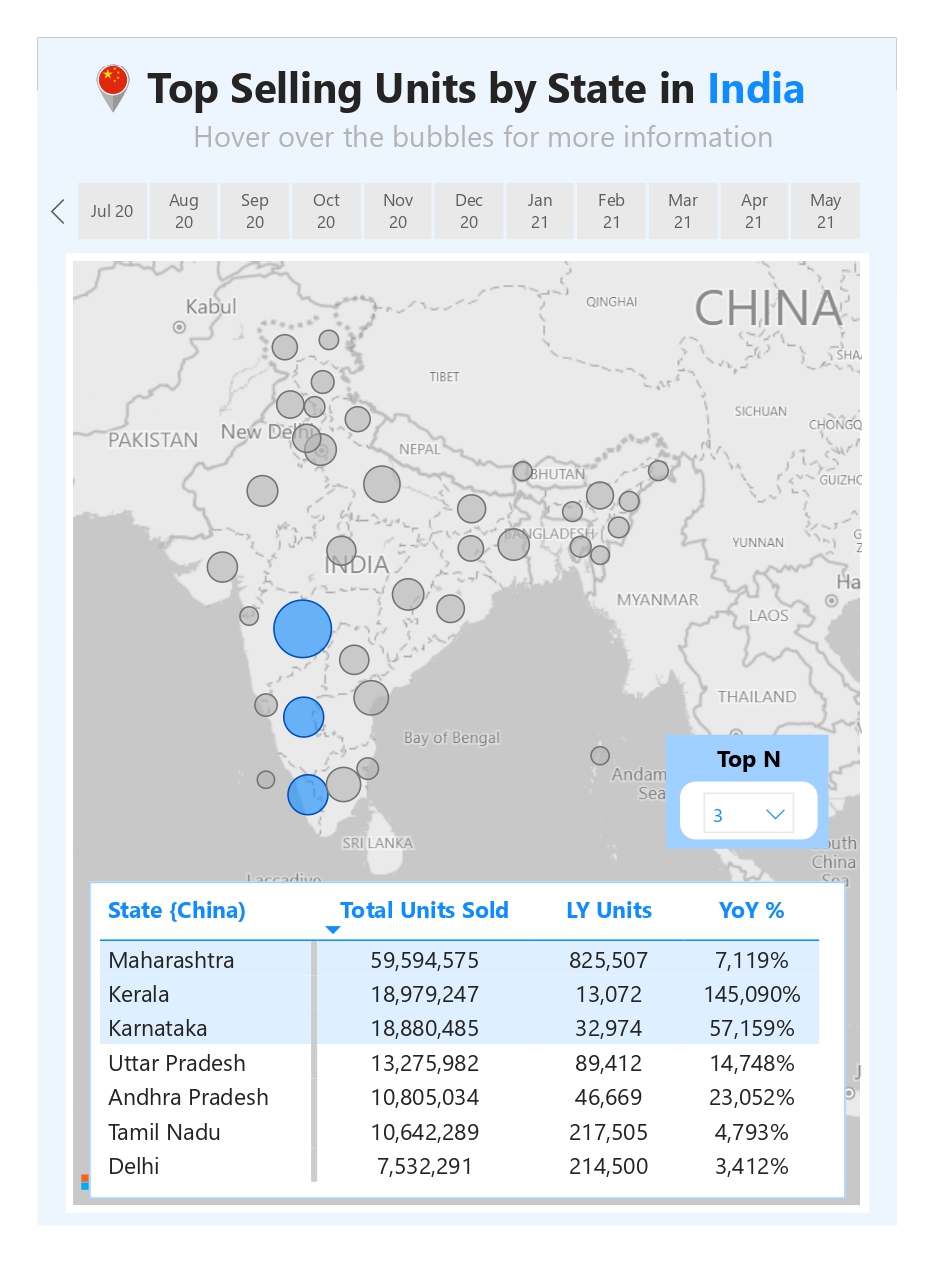 Top Selling Units by State in India
Hover over the bubbles for more information
Jul 20
Aug
20
Sep
20
Oct
20
Nov
20
Dec
20
Jan
21
Feb
21
Mar
21
Apr
21
May
21
Kabul
QINGHAI
CHINA
SHA
TIBET
SICHUAN
CHONGQ
PAKISTAN
New Delhi
NEPAL
BHUTAN
GUIZHO
BANGLADESH
YUNNAN
G
Z
INDIA
Ha
MYANMAR
LAOS
THAILAND
V
Bay of Bengal
Top N
Andam
Sea
3
SRI LANKA
outh
China
Sea
Laccadive
State {China) Total Units Sold LY Units YoY %
Maharashtra 59,594,575 825,507 7,119%
Kerala 18,979,247 13,072 145,090%
Karnataka 18,880,485 32,974 57,159%
Uttar Pradesh 13,275,982 89,412 14,748%
Andhra Pradesh 10,805,034 46,669 23,052%
Tamil Nadu 10,642,289 217,505 4,793%
Delhi 7,532,291 214,500 3,412%
J